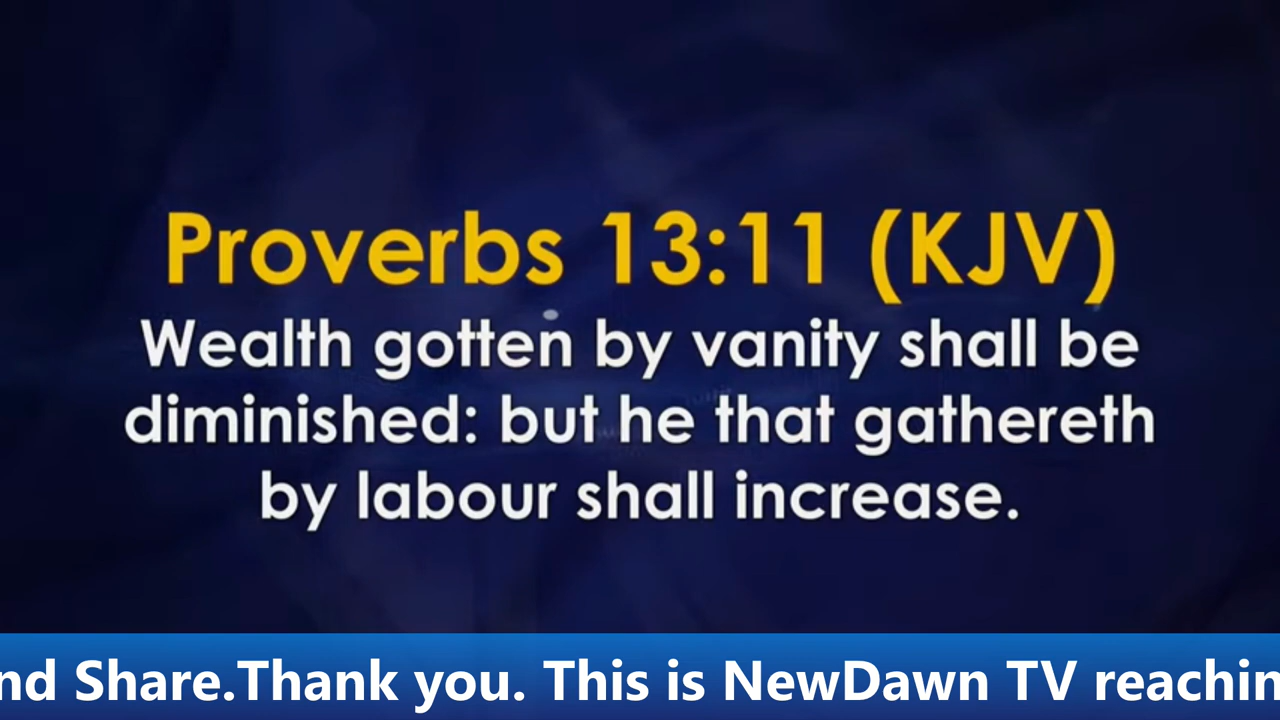 Proverbs 13:11 (KJV)
Wealth gotten by vanity shall be
diminished: but he that gathereth
by labour shall increase.
nd Share.Thank you. This is NewDawn TV reachin